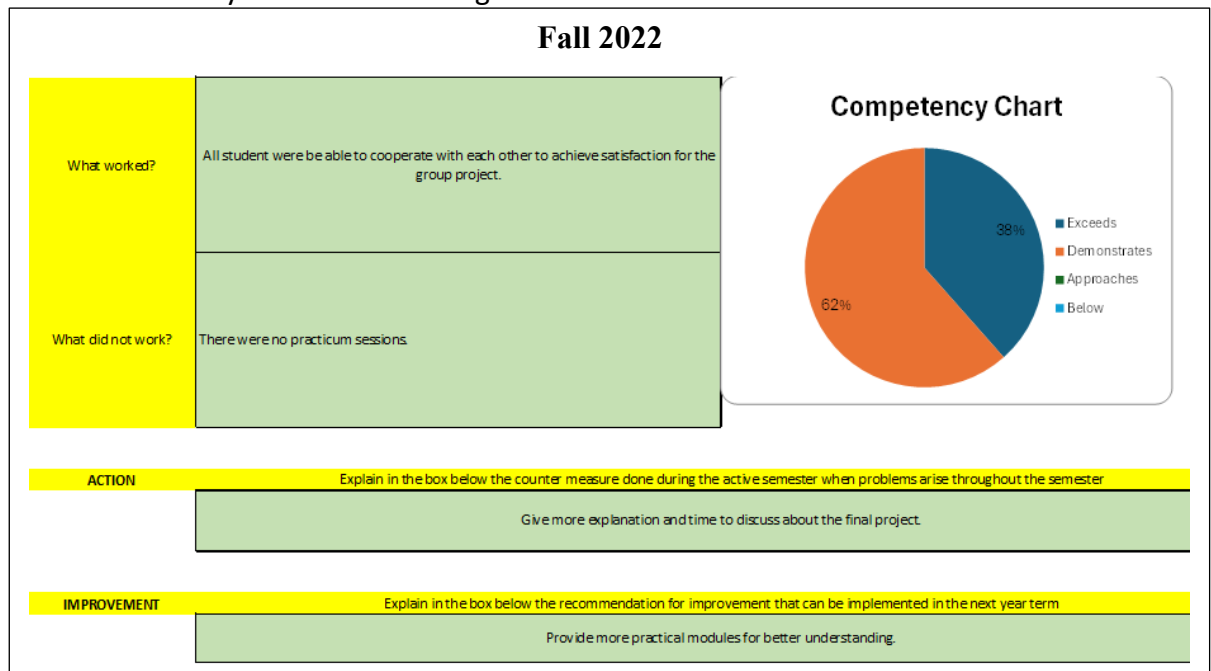 Fall 2022
What worked?
All student were be able to cooperate with each other to achieve satisfaction for the
group project.
Competency Chart
38%
62%
Exceeds
Demonstrates
Approaches
Below
What did not work?
There were no practicum sessions.
ACTION
Explain in the box below the counter measure done during the active semester when problems arise throughout the semester
Give more explanation and time to discuss about the final project.
IMPROVEMENT
Explain in the box below the recommendation for improvement that can be implemented in the next year term
Provide more practical modules for better understanding.